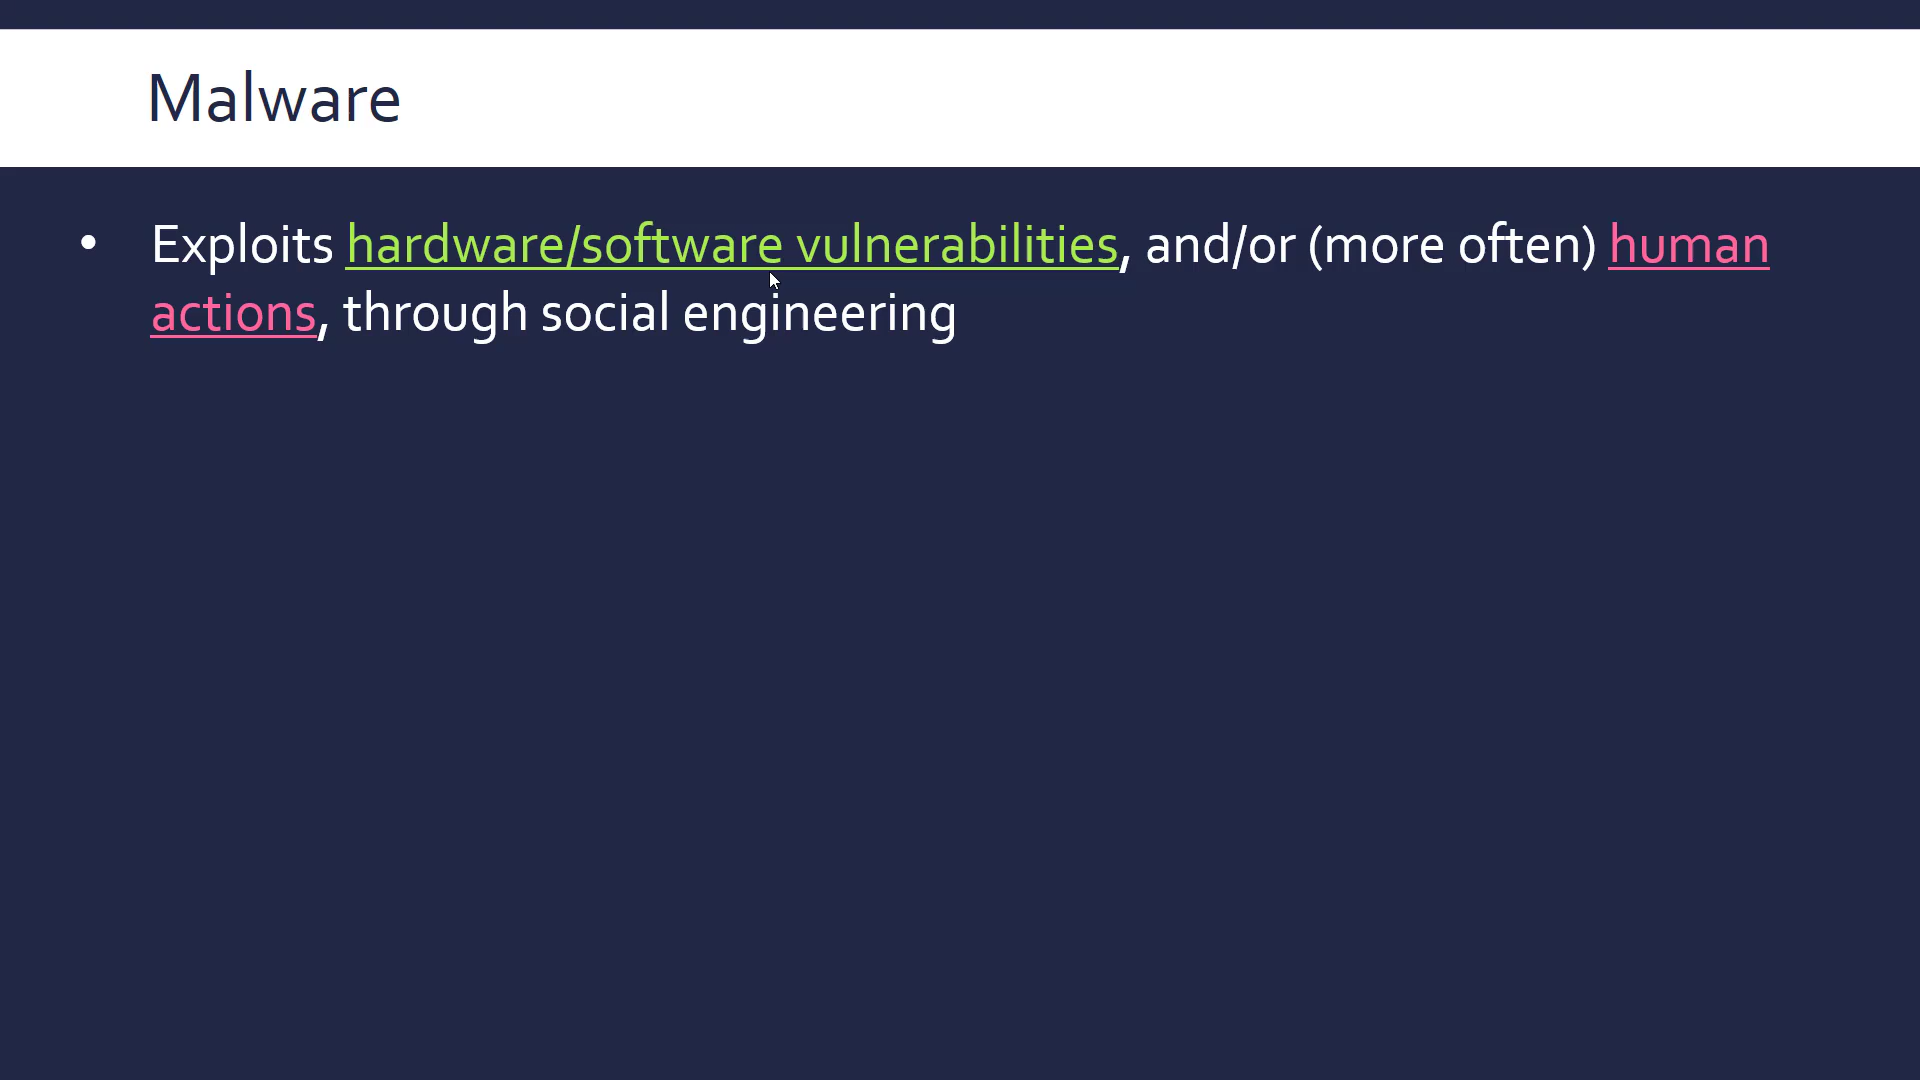 Malware
• Exploits hardware/software vulnerabilities, and/or (more often) human
actions, through social engineering